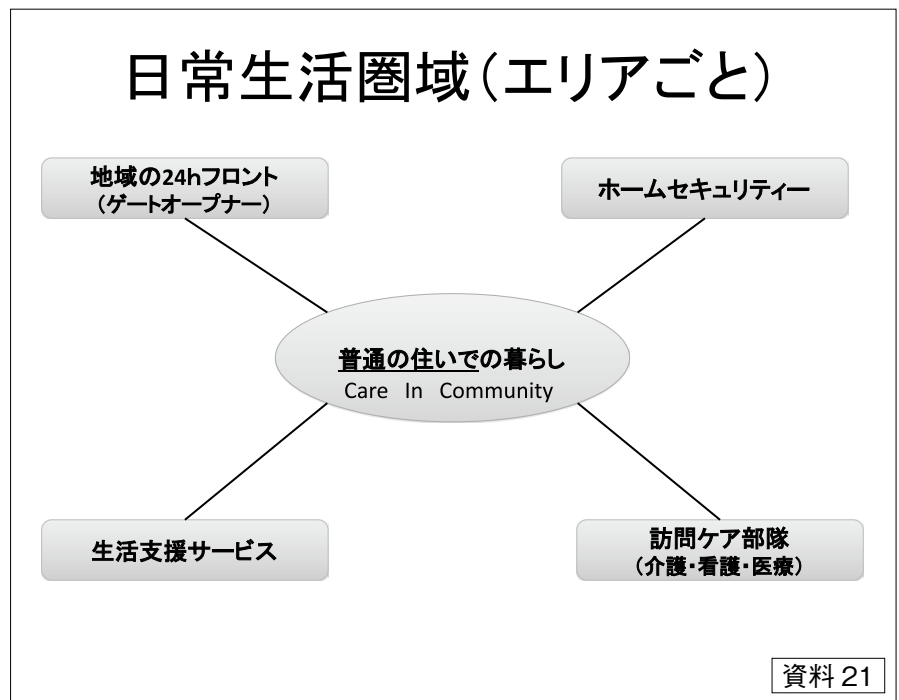 日常生活圏域（エリアごと）
地域の24hフロント
（ゲートオープナー）
ホームセキュリティー
普通の住いでの暮らし
Care In Community
生活支援サービス
訪問ケア部隊
（介護・看護・医療）
資料 21